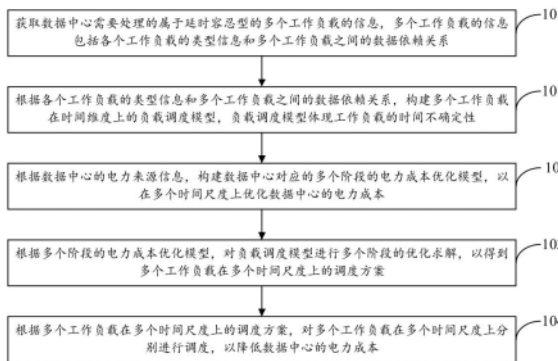 获取数据中心需要处理的属于延时容忍型的多个工作负载的信息，多个工作负载的信息
包括各个工作负载的类型信息和多个工作负载之间的数据依赖关系
根据各个工作负载的类型信息和多个工作负载之间的数据依赖关系，构建多个工作负载
在时间维度上的负载调度模型，负载调度模型体现工作负载的时间不确定性
根据数据中心的电力来源信息，构建数据中心对应的多个阶段的电力成本优化模型，以
在多个时间尺度上优化数据中心的电力成本
根据多个阶段的电力成本优化模型，对负载调度模型进行多个阶段的优化求解，以得到
多个工作负载在多个时间尺度上的调度方案
根据多个工作负载在多个时间尺度上的调度方案，对多个工作负载在多个时间尺度上分
别进行调度，以降低数据中心的电力成本